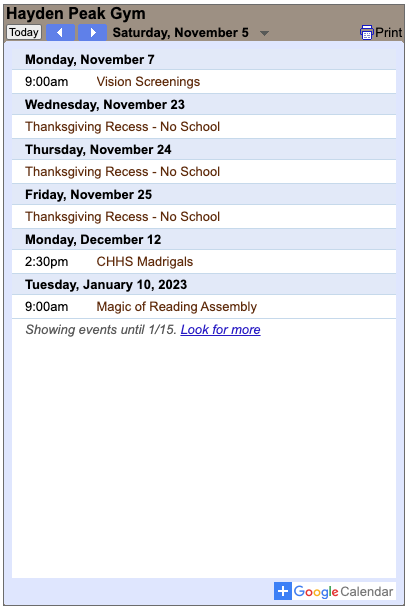 Hayden Peak Gym
Today Saturday, November 5 Print
Monday, November 7
9:00am Vision Screenings
Wednesday, November 23
Thanksgiving Recess - No School
Thursday, November 24
Thanksgiving Recess - No School
Friday, November 25
Thanksgiving Recess - No School
Monday, December 12
2:30pm CHHS Madrigals
Tuesday, January 10, 2023
9:00am Magic of Reading Assembly
Showing events until 1/15. Look for more
Google Calendar